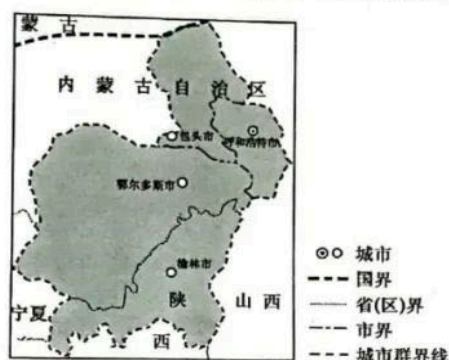 蒙古
内蒙古自治区
包头市
呼和浩特市
鄂尔多斯市
榆林市
宁夏
陕
西
山西
城市
国界
省(区)界
市界
城市群界线